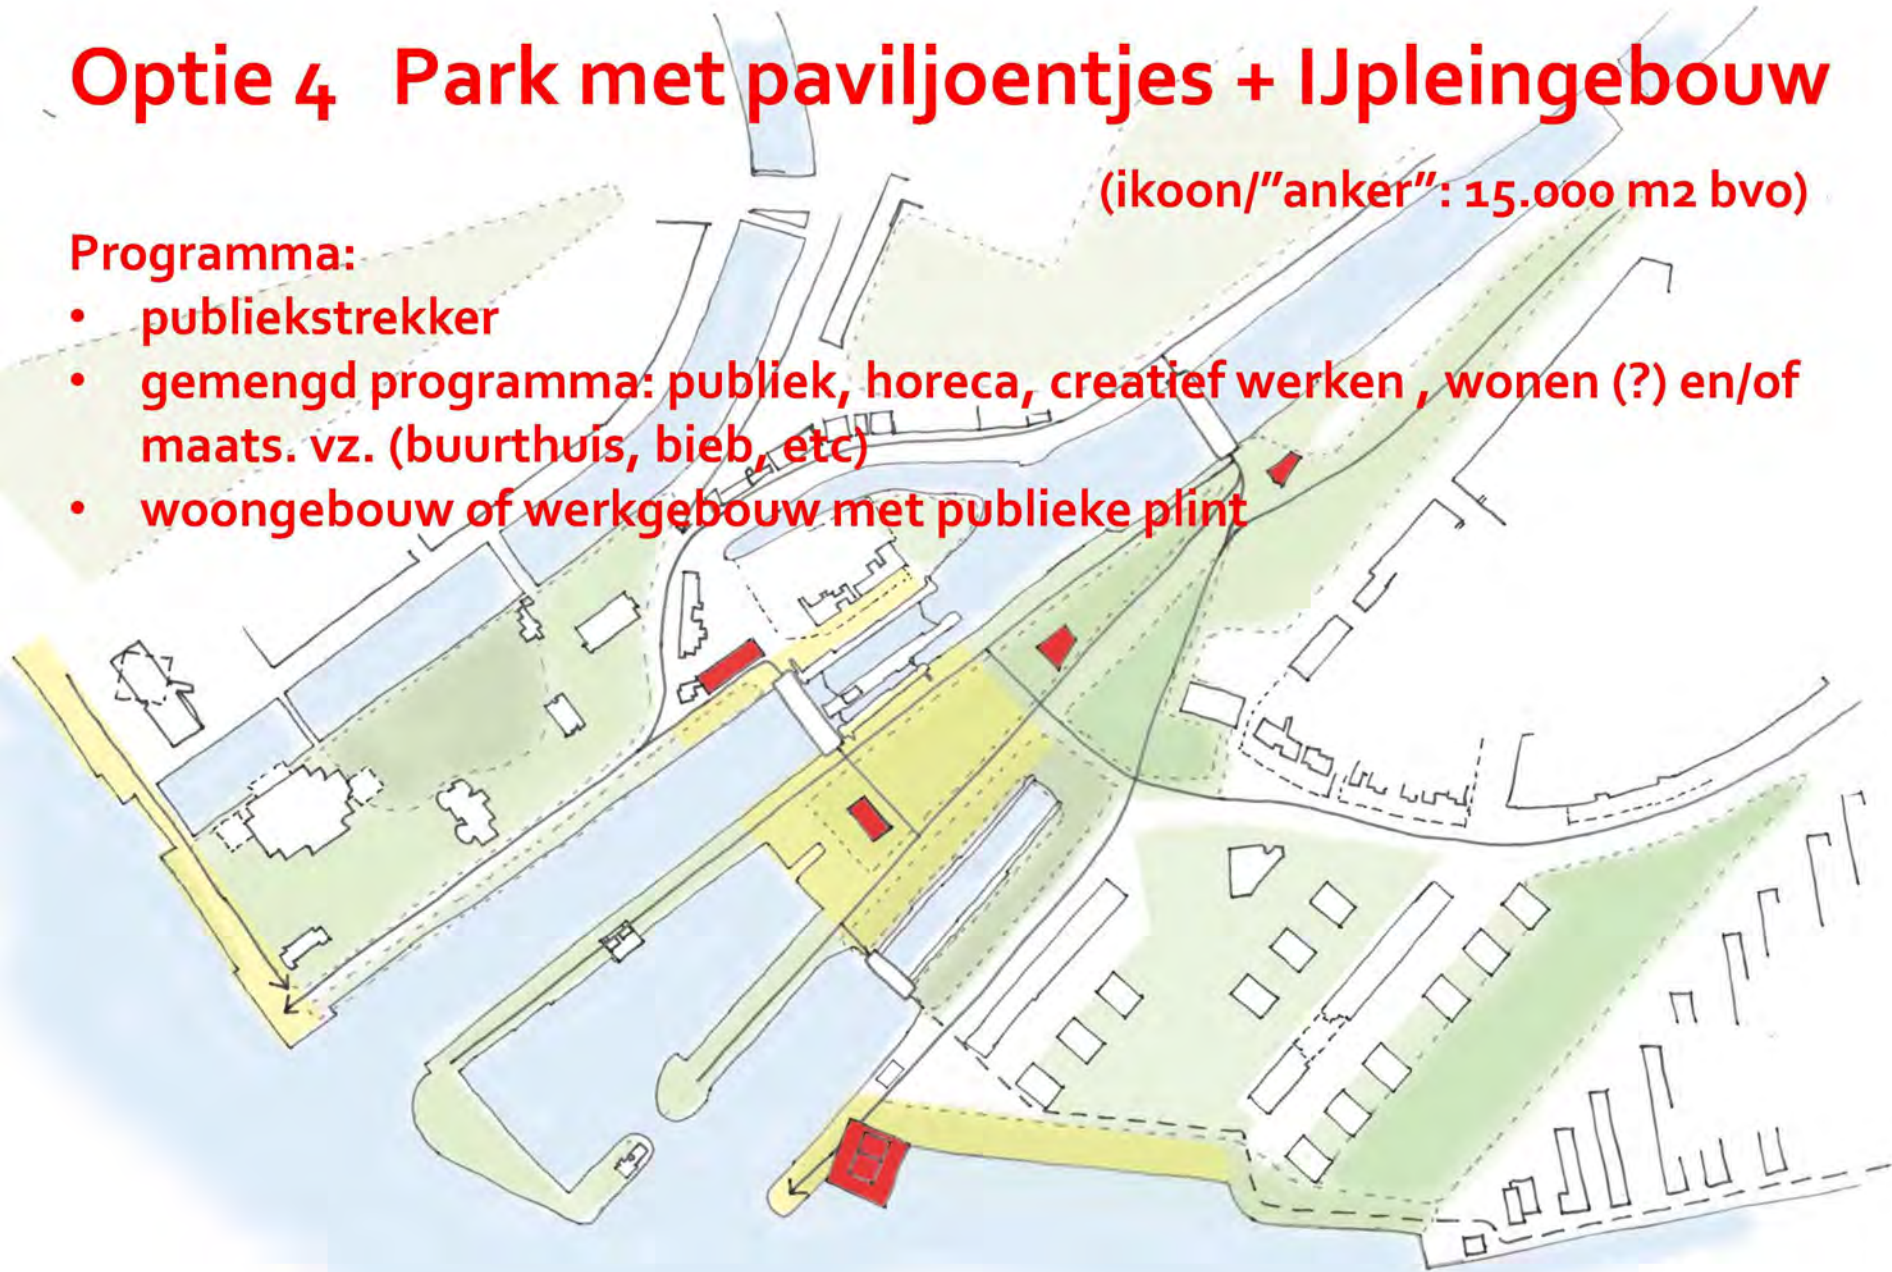 Optie 4 Park met paviljoentjes + IJpleingebouw
(ikoon/"anker": 15.000 m2 bvo)
Programma:
• publiekstrekker
• gemengd programma: publiek, horeca, creatief werken , wonen (?) en/of
maats. vz. (buurthuis, bieb, etc)
• woongebouw of werkgebouw met publieke plint